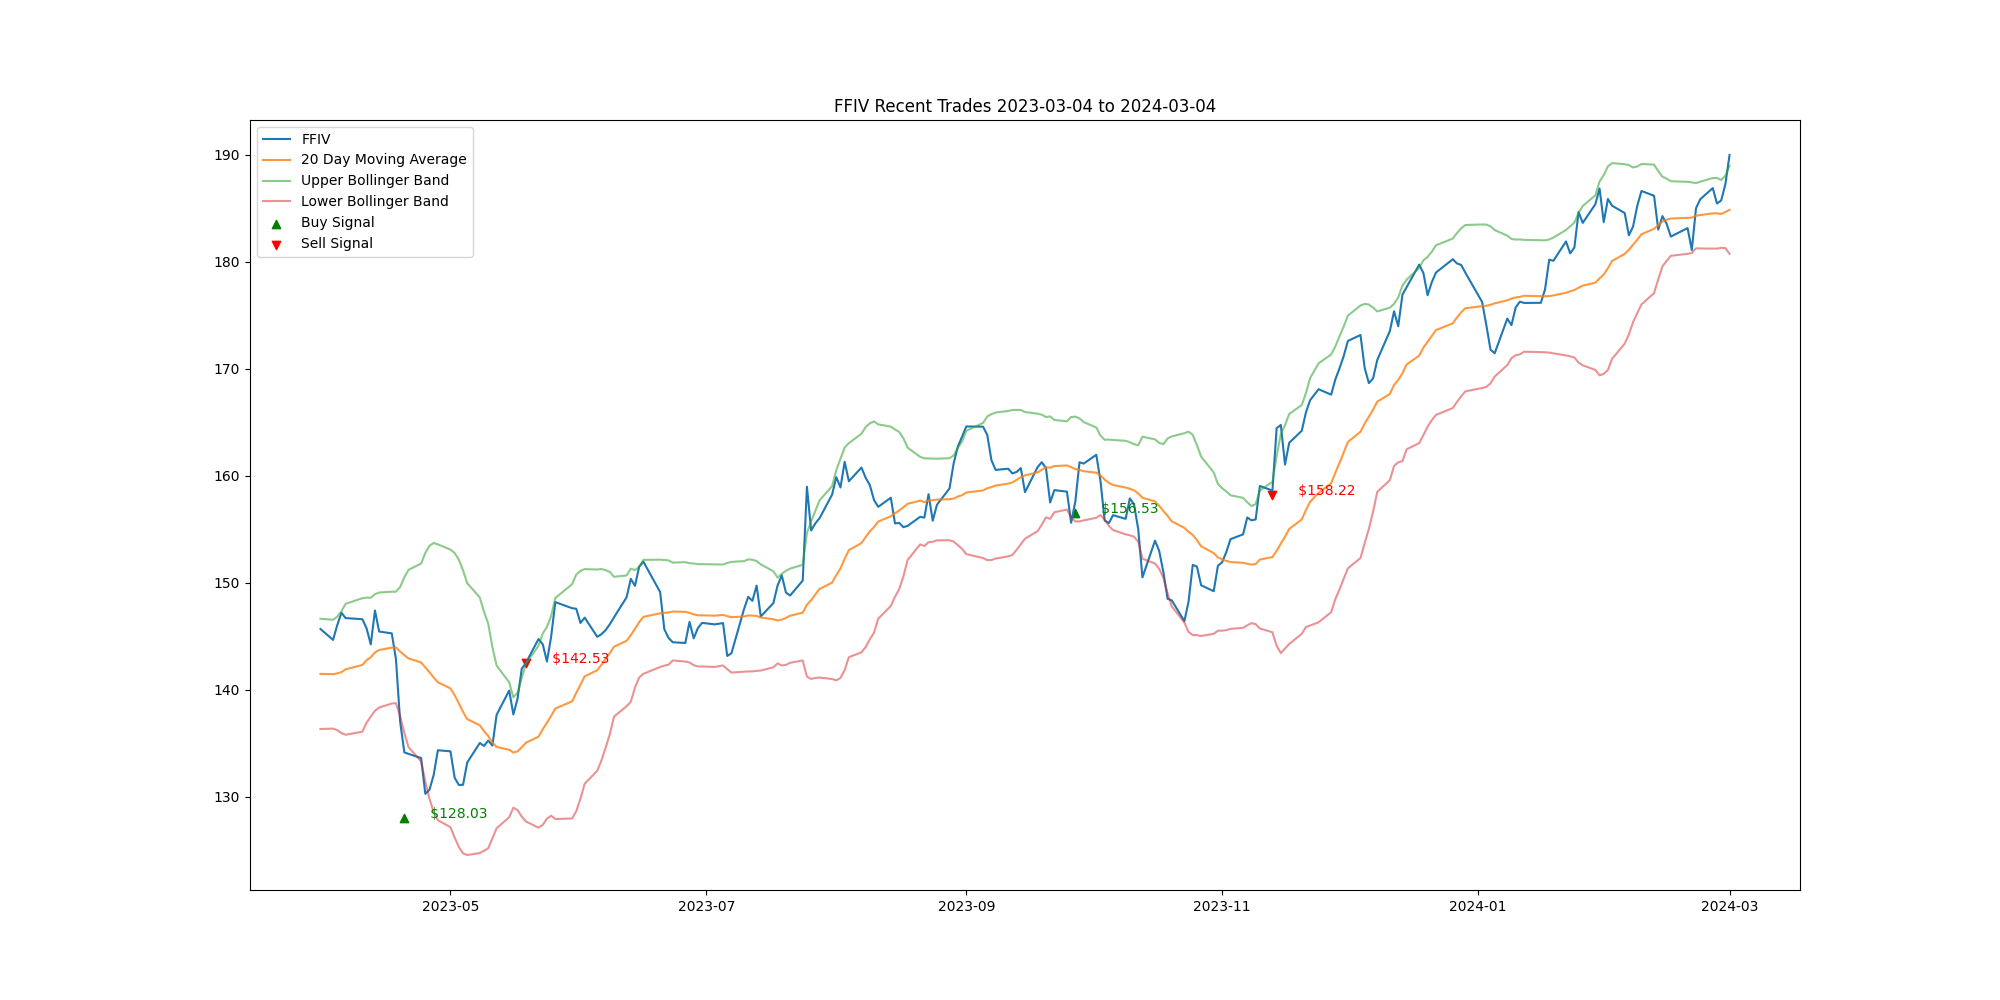 FFIV Recent Trades 2023-03-04 to 2024-03-04
FFIV
20 Day Moving Average
Upper Bollinger Band
Lower Bollinger Band
Buy Signal
Sell Signal
190
180
170
160
150
140
130
$128.03
$142.53
$156.53
$158.22
2023-05
2023-07
2023-09
2023-11
2024-01
2024-03